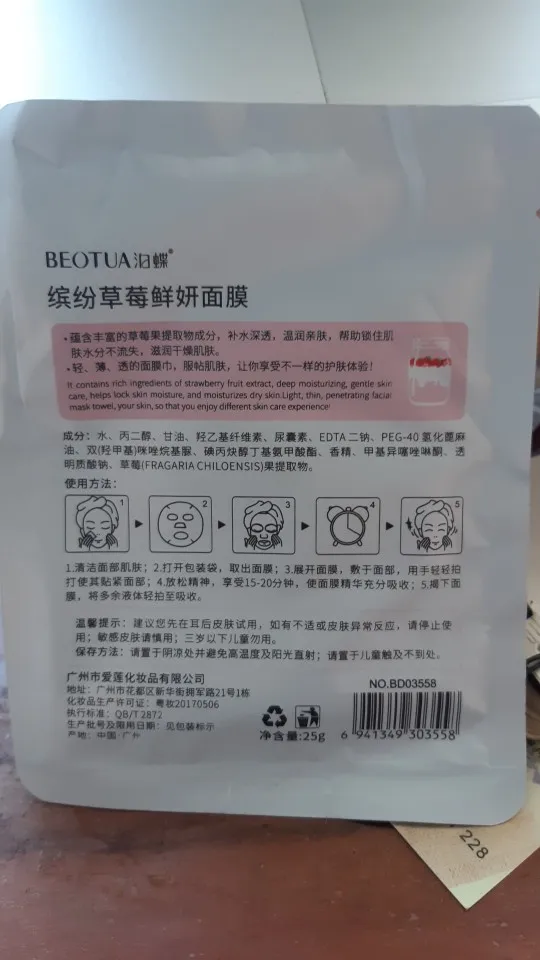 BEOTUA泊蝶®
缤纷草莓鲜妍面膜
•蕴含丰富的草莓果提取物成分，补水深透，温润亲肤，帮助锁住肌
肤水分不流失，滋润干燥肌肤。
•轻、薄、透的面膜巾，服帖肌肤，让你享受不一样的护肤体验！
It contains rich ingredients of strawberry fruit extract, deep moisturizing, gentle skin
care, helps lock skin moisture, and moisturizes dry skin.Light, thin, penetrating facial
mask towel, your skin, so that you enjoy different skin care experience!
成分：水、丙二醇、甘油、羟乙基纤维素、尿囊素、EDTA二钠、PEG-40氢化蓖麻
油、双(羟甲基)咪唑烷基脲、碘丙炔醇丁基氨甲酸酯、香精、甲基异噻唑啉酮、透
明质酸钠、草莓(FRAGARIA CHILOENSIS)果提取物。
使用方法：
1 2 3 4 5
1.清洁面部肌肤；2.打开包装袋，取出面膜；3.展开面膜，敷于面部，用手轻轻拍
打使其贴紧面部；4.放松精神，享受15-20分钟，使面膜精华充分吸收；5.揭下面
膜，将多余液体轻拍至吸收。
温馨提示：建议您先在耳后皮肤试用，如有不适或皮肤异常反应，请停止使
用；敏感皮肤请慎用；三岁以下儿童勿用。
保存方法：请置于阴凉处并避免高温度及阳光直射；请置于儿童触及不到处。
广州市爱莲化妆品有限公司
地址：广州市花都区新华街拥军路21号1栋
化妆品生产许可证：粤妆20170506
执行标准：QB/T2872
生产批号及限用日期：见包装标示
产地：中国·广州
净含量:25g
NO.BD03558
6 941349 303558
228